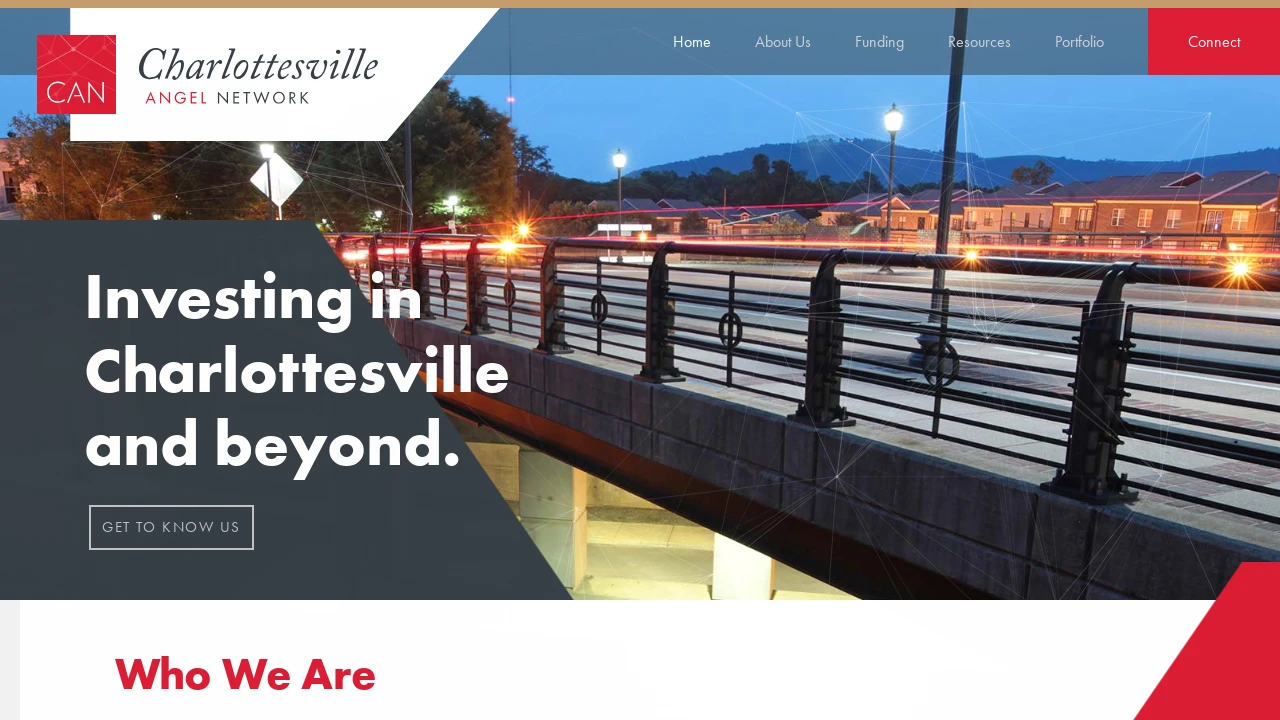 CAN
Charlottesville
ANGEL NETWORK
Home
About Us
Funding
Resources
Portfolio
Connect
Investing in
Charlottesville
and beyond.
GET TO KNOW US
Who We Are